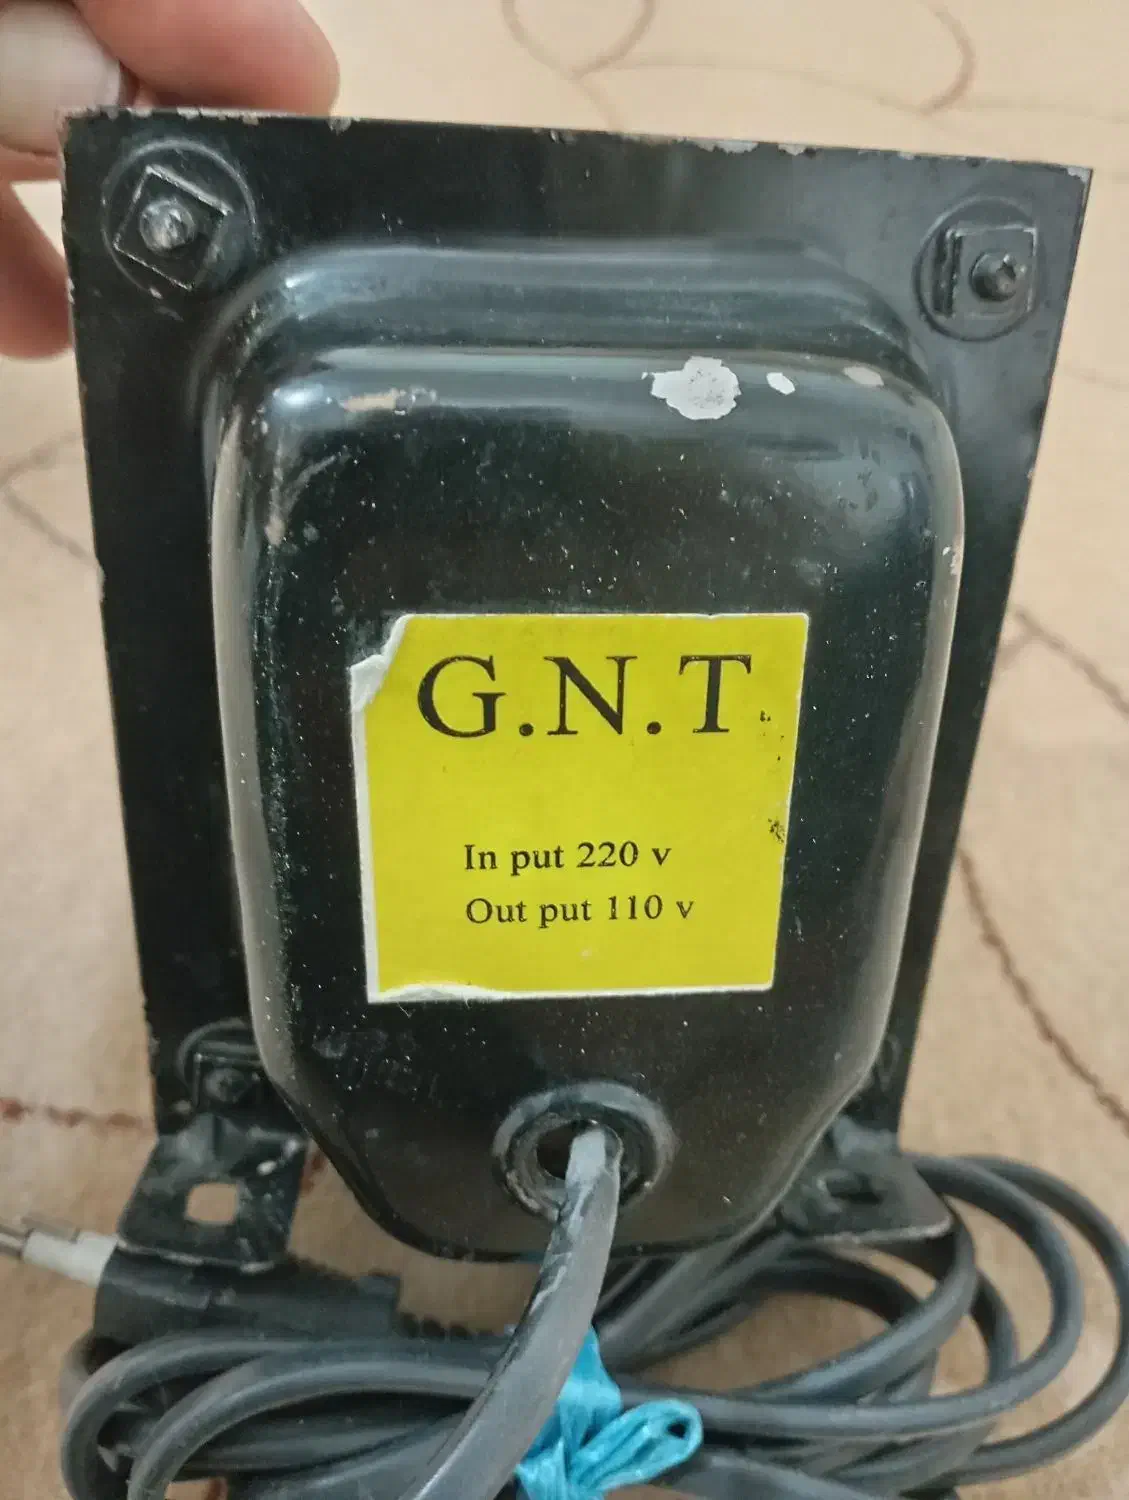 G.N.T
In put 220 v
Out put 110 v